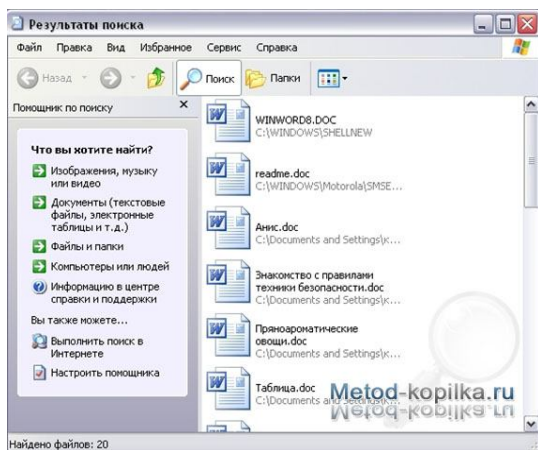 Результаты поиска
Файл Правка Вид Избранное Сервис Справка
Назад Поиск Папки
Помощник по поиску
Что вы хотите найти?
Изображения, музыку
или видео
Документы (текстовые
файлы, электронные
таблицы и т.д.)
Файлы и папки
Компьютеры или людей
Информацию в центре
справки и поддержки
Вы также можете...
Выполнить поиск в
Интернете
Настроить помощника
WINWORD8.DOC
C:\WINDOWS\SHELLNEW
readme.doc
C:\WINDOWS\Motorola\SMSE...
Анис.doc
C:\Documents and Settings\к...
Знакомство с правилами
техники безопасности.doc
C:\Documents and Settings\к...
Пряноароматические
овощи.doc
C:\Documents and Settings\к...
Таблица.doc
C:\Documents and
Metod-kopilka.ru
Найдено файлов: 20